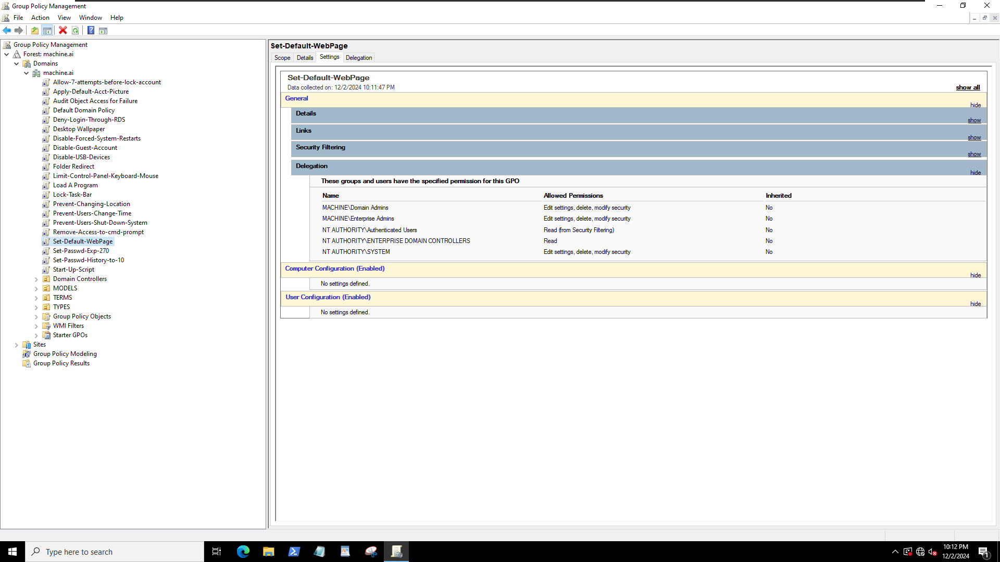 Group Policy Management
File Action View Window Help
Group Policy Management
Forest: machine.ai
Domains
machine.ai
Allow-7-attempts-before-lock-account
Apply-Default-Acct-Picture
Audit Object Access for Failure
Default Domain Policy
Deny-Login-Through-RDS
Desktop Wallpaper
Disable-Forced-System-Restarts
Disable-Guest-Account
Disable-USB-Devices
Folder Redirect
Limit-Control-Panel-Keyboard-Mouse
Load A Program
Lock-Task-Bar
Prevent-Changing-Location
Prevent-Users-Change-Time
Prevent-Users-Shut-Down-System
Remove-Access-to-cmd-prompt
Set-Default-WebPage
Set-Passwd-Exp-270
Set-Passwd-History-to-10
Start-Up-Script
Domain Controllers
MODELS
TERMS
TYPES
Group Policy Objects
WMI Filters
Starter GPOs
Sites
Group Policy Modeling
Group Policy Results
Set-Default-WebPage
Scope Details Settings Delegation
Set-Default-WebPage
Data collected on: 12/2/2024 10:11:47 PM show all
General
hide
Details
show
Links
show
Security Filtering
show
Delegation
hide
These groups and users have the specified permission for this GPO
Name Allowed Permissions Inherited
MACHINE\Domain Admins Edit settings, delete, modify security No
MACHINE\Enterprise Admins Edit settings, delete, modify security No
NT AUTHORITY\Authenticated Users Read (from Security Filtering) No
NT AUTHORITY\ENTERPRISE DOMAIN CONTROLLERS Read No
NT AUTHORITY\SYSTEM Edit settings, delete, modify security No
Computer Configuration (Enabled)
hide
No settings defined.
User Configuration (Enabled)
hide
No settings defined.
Type here to search
10:12 PM
12/2/2024
1